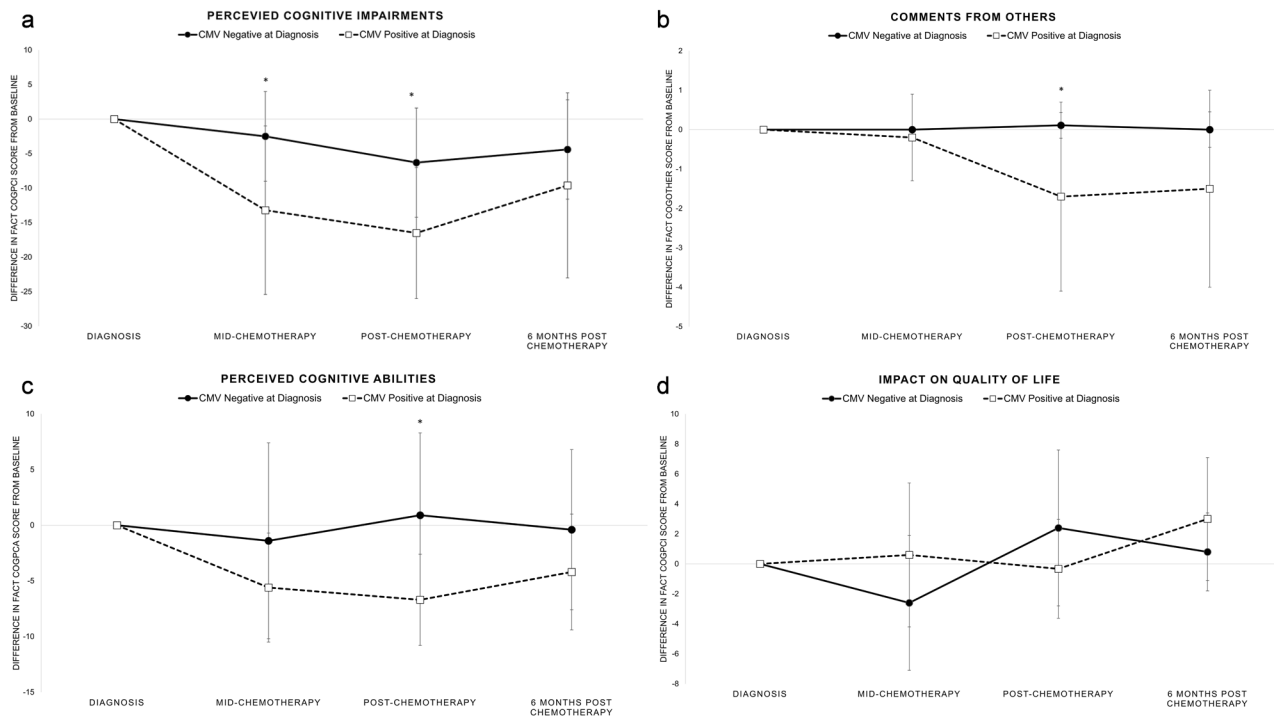 a
PERCEVIED COGNITIVE IMPAIRMENTS
CMV Negative at Diagnosis CMV Positive at Diagnosis
DIFFERENCE IN FACT COGPCI SCORE FROM BASELINE
10
5
0
-5
-10
-15
-20
-25
-30
*
*
DIAGNOSIS MID-CHEMOTHERAPY POST-CHEMOTHERAPY 6 MONTHS POST
CHEMOTHERAPY
b
COMMENTS FROM OTHERS
CMV Negative at Diagnosis CMV Positive at Diagnosis
DIFFERENCE IN FACT COGOTHER SCORE FROM BASELINE
2
1
0
-1
-2
-3
-4
-5
*
DIAGNOSIS MID-CHEMOTHERAPY POST-CHEMOTHERAPY 6 MONTHS POST
CHEMOTHERAPY
c
PERCEIVED COGNITIVE ABILITIES
CMV Negative at Diagnosis CMV Positive at Diagnosis
DIFFERENCE IN FACT COGPCA SCORE FROM BASELINE
10
5
0
-5
-10
-15
*
DIAGNOSIS MID-CHEMOTHERAPY POST-CHEMOTHERAPY 6 MONTHS POST
CHEMOTHERAPY
d
IMPACT ON QUALITY OF LIFE
CMV Negative at Diagnosis CMV Positive at Diagnosis
DIFFERENCE IN FACT COGPCI SCORE FROM BASELINE
10
8
6
4
2
0
-2
-4
-6
-8
DIAGNOSIS MID-CHEMOTHERAPY POST-CHEMOTHERAPY 6 MONTHS POST
CHEMOTHERAPY